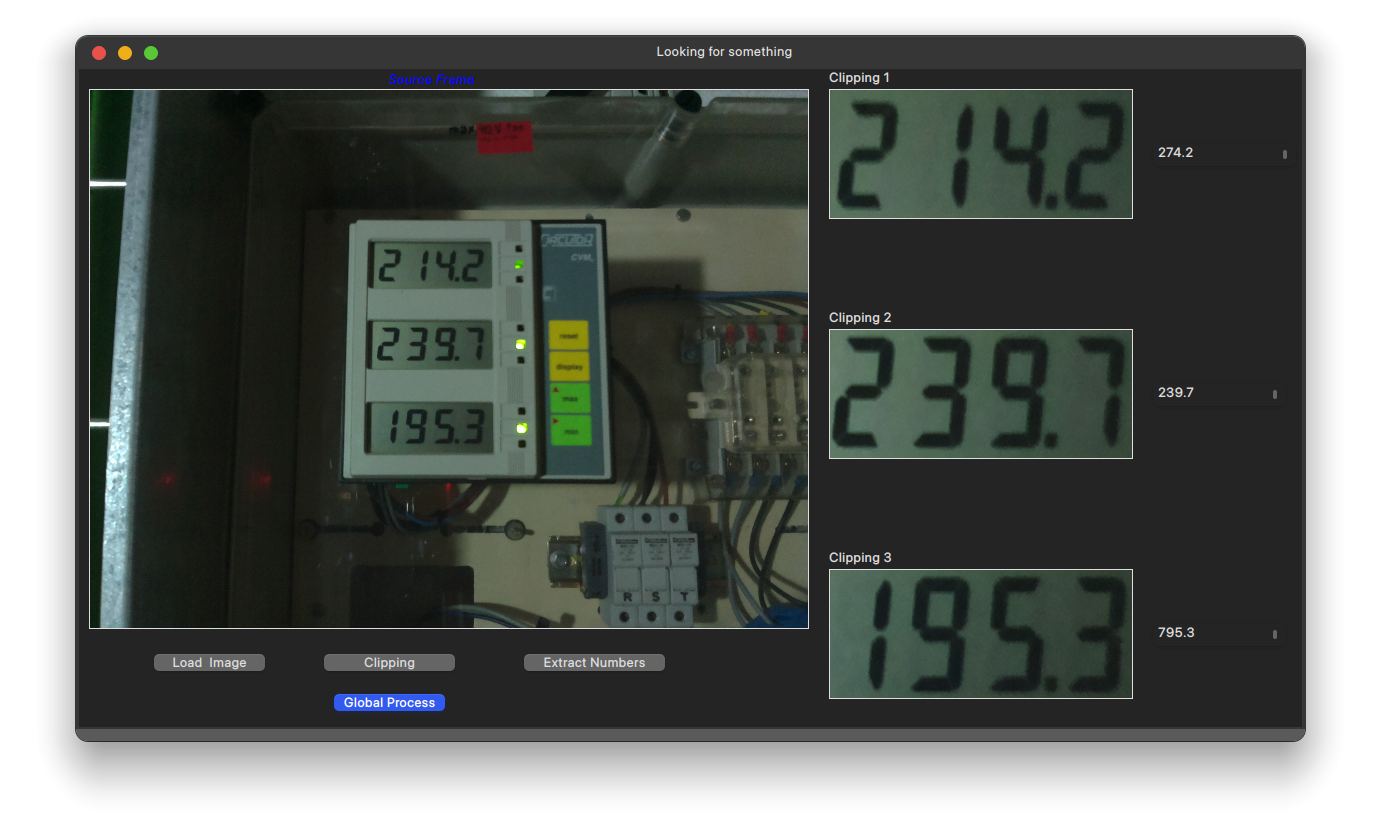 Looking for something
Source Frame
Clipping 1
max
214.2
CIRCUTOR
CVM
239.7
reset
display
max
195.3
min
R S T
214.2
274.2
Clipping 2
239.7
239.7
Clipping 3
195.3
795.3
Load Image
Clipping
Extract Numbers
Global Process